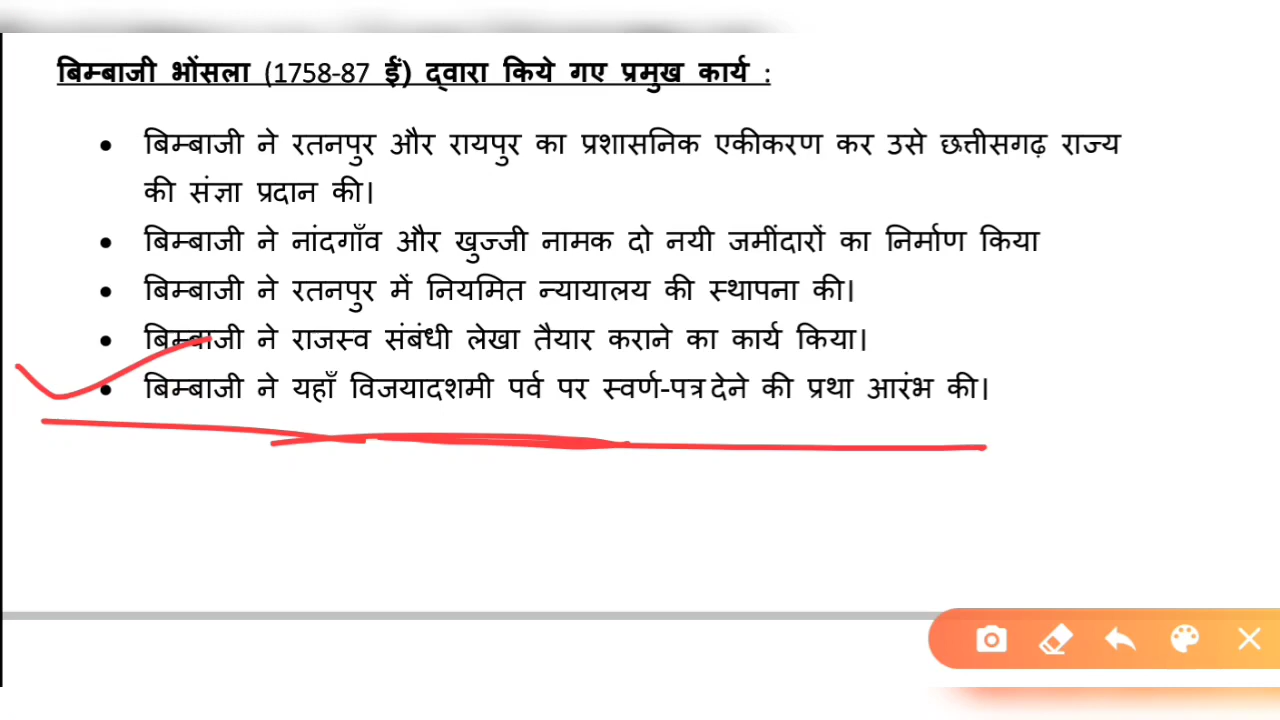 बिम्बाजी भोंसला (1758-87 ईं) द्वारा किये गए प्रमुख कार्य :
• बिम्बाजी ने रतनपुर और रायपुर का प्रशासनिक एकीकरण कर उसे छत्तीसगढ़ राज्य
की संज्ञा प्रदान की।
• बिम्बाजी ने नांदगाँव और खुज्जी नामक दो नयी जमींदारों का निर्माण किया
• बिम्बाजी ने रतनपुर में नियमित न्यायालय की स्थापना की।
• बिम्बाजी ने राजस्व संबंधी लेखा तैयार कराने का कार्य किया।
• बिम्बाजी ने यहाँ विजयादशमी पर्व पर स्वर्ण-पत्र देने की प्रथा आरंभ की।